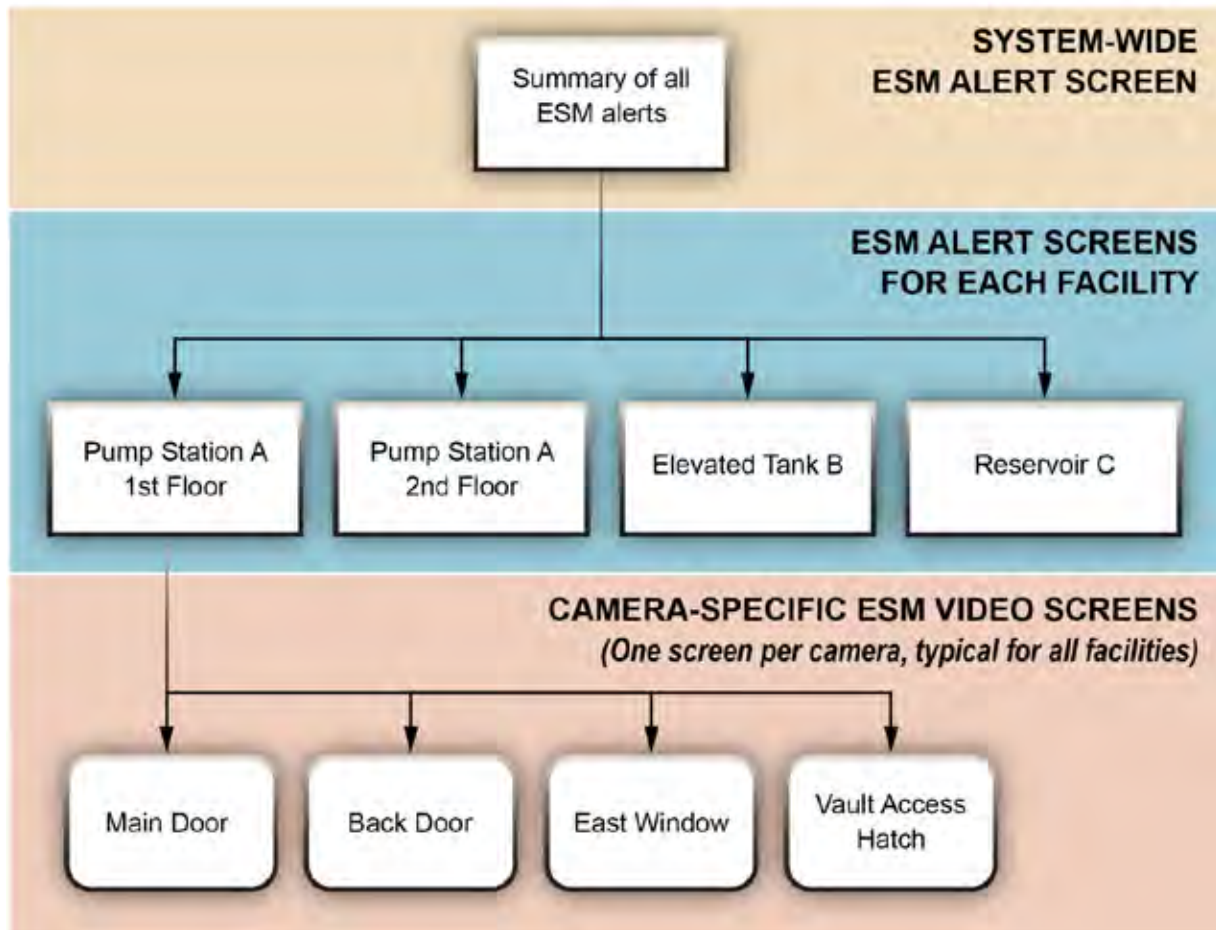 SYSTEM-WIDE
ESM ALERT SCREEN
Summary of all
ESM alerts
ESM ALERT SCREENS
FOR EACH FACILITY
Pump Station A
1st Floor
Pump Station A
2nd Floor
Elevated Tank B
Reservoir C
CAMERA-SPECIFIC ESM VIDEO SCREENS
(One screen per camera, typical for all facilities)
Main Door
Back Door
East Window
Vault Access
Hatch